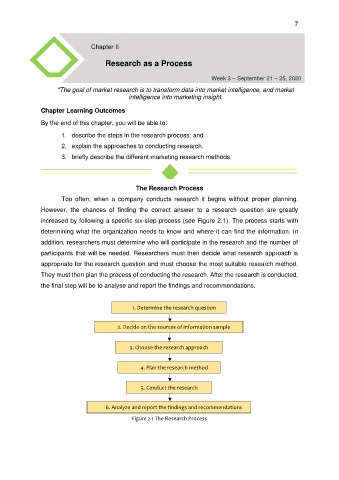 7
Chapter II
Research as a Process
Week 3 – September 21 – 25, 2020
"The goal of market research is to transform data into market intelligence, and market
intelligence into marketing insight.
Chapter Learning Outcomes
By the end of this chapter, you will be able to:
1. describe the steps in the research process; and
2. explain the approaches to conducting research.
3. briefly describe the different marketing research methods.
The Research Process
Too often, when a company conducts research it begins without proper planning.
However, the chances of finding the correct answer to a research question are greatly
increased by following a specific six-step process (see Figure 2.1). The process starts with
determining what the organization needs to know and where it can find the information. In
addition, researchers must determine who will participate in the research and the number of
participants that will be needed. Researchers must then decide what research approach is
appropriate for the research question and must choose the most suitable research method.
They must then plan the process of conducting the research. After the research is conducted,
the final step will be to analyse and report the findings and recommendations.
1. Determine the research question
2. Decide on the sources of information sample
3. Choose the research approach
4. Plan the research method
5. Conduct the research
6. Analyze and report the findings and recommendations
Figure 2.1 The Research Process